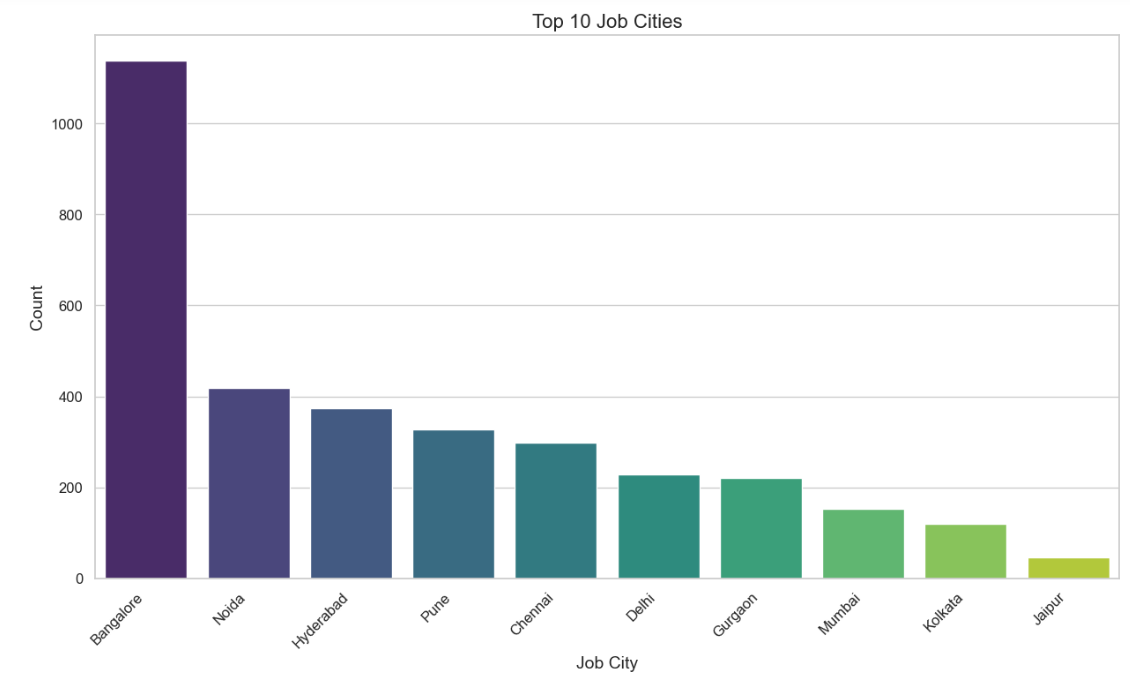 Top 10 Job Cities
Count
1000
800
600
400
200
0
Bangalore
Noida
Hyderabad
Pune
Chennai
Delhi
Gurgaon
Mumbai
Kolkata
Jaipur
Job City